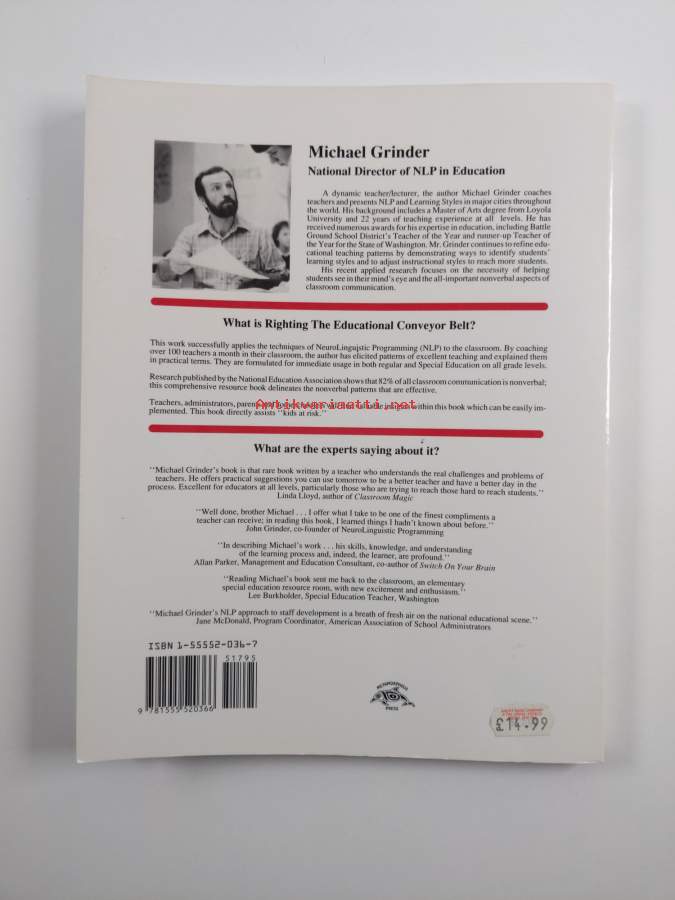 Michael Grinder
National Director of NLP in Education
A dynamic teacher/lecturer, the author Michael Grinder coaches
teachers and presents NLP and Learning Styles in major cities throughout
the world. His background includes a Master of Arts degree from Loyola
University and 22 years of teaching experience at all levels. He has
received numerous awards for his expertise in education, including Battle
Ground School District's Teacher of the Year and runner-up Teacher of
the Year for the State of Washington. Mr. Grinder continues to refine edu-
cational teaching patterns by demonstrating ways to identify students'
learning styles and to adjust instructional styles to reach more students.
His recent applied research focuses on the necessity of helping
students see in their mind's eye and the all-important nonverbal aspects of
classroom communication.
What is Righting The Educational Conveyor Belt?
This work successfully applies the techniques of NeuroLinguistic Programming (NLP) to the classroom. By coaching
over 100 teachers a month in their classroom, the author has elicited patterns of excellent teaching and explained them
in practical terms. They are formulated for immediate usage in both regular and Special Education on all grade levels.
Research published by the National Education Association shows that 82% of all classroom communication is nonverbal;
this comprehensive resource book delineates the nonverbal patterns that are effective.
Teachers, administrators, parents within this book which can be easily im-
plemented. This book directly assists "kids at risk."
Antikvariaatti.net
What are the experts saying about it?
"Michael Grinder's book is that rare book written by a teacher who understands the real challenges and problems of
teachers. He offers practical suggestions you can use tomorrow to be a better teacher and have a better day in the
process. Excellent for educators at all levels, particularly those who are trying to reach those hard to reach students."
Linda Lloyd, author of Classroom Magic
"Well done, brother Michael . . . I offer what I take to be one of the finest compliments a
teacher can receive; in reading this book, I learned things I hadn't known about before."
John Grinder, co-founder of NeuroLinguistic Programming
"In describing Michael's work . . . his skills, knowledge, and understanding
of the learning process and, indeed, the learner, are profound."
Allan Parker, Management and Education Consultant, co-author of Switch On Your Brain
"Reading Michael's book sent me back to the classroom, an elementary
special education resource room, with new excitement and enthusiasm."
Lee Burkholder, Special Education Teacher, Washington
"Michael Grinder's NLP approach to staff development is a breath of fresh air on the national educational scene."
Jane McDonald, Program Coordinator, American Association of School Administrators
ISBN 1-55552-036-7
51795
9 781555 520366
METAMORPHOUS
PRESS
£14.99